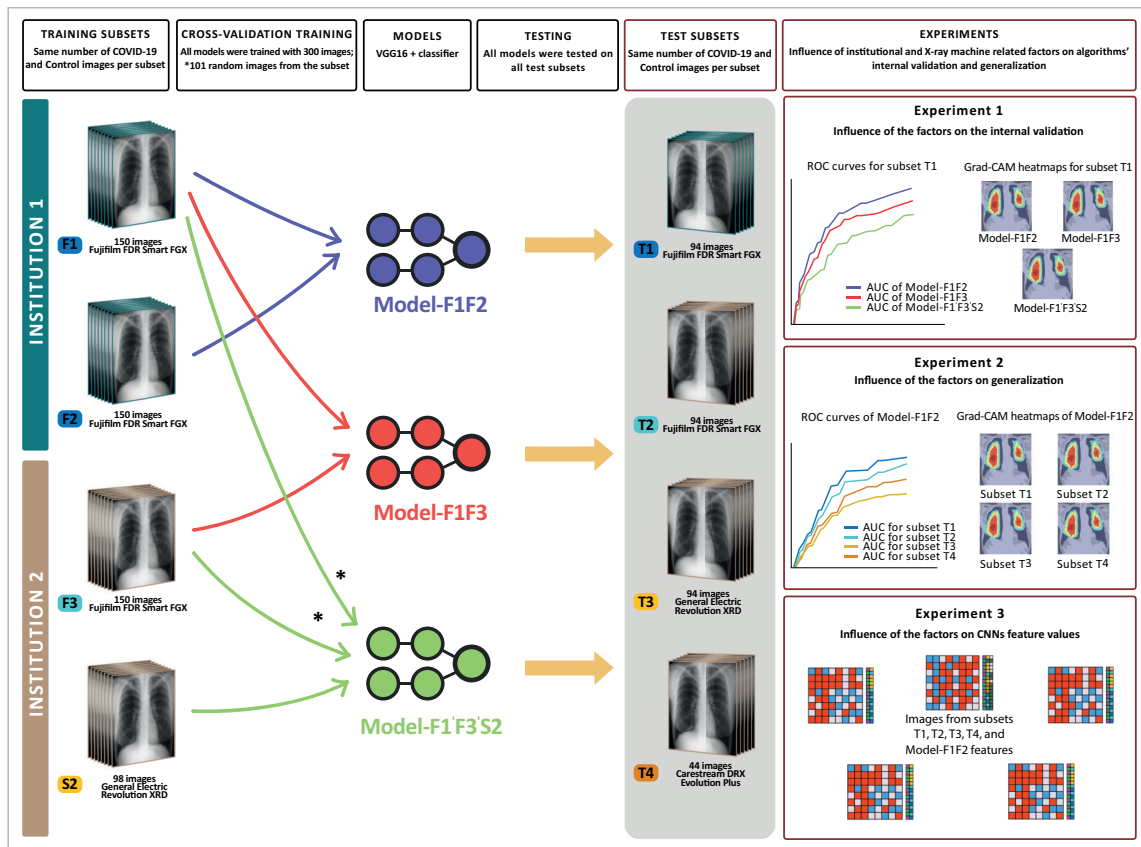 TRAINING SUBSETS
Same number of COVID-19
and Control images per subset
CROSS-VALIDATION TRAINING
All models were trained with 300 images;
*101 random images from the subset
MODELS
VGG16 + classifier
TESTING
All models were tested on
all test subsets
TEST SUBSETS
Same number of COVID-19 and
Control images per subset
EXPERIMENTS
Influence of institutional and X-ray machine related factors on algorithms'
internal validation and generalization
INSTITUTION 1
F1
150 images
Fujifilm FDR Smart FGX
F2
150 images
Fujifilm FDR Smart FGX
INSTITUTION 2
F3
150 images
Fujifilm FDR Smart FGX
S2
98 images
General Electric
Revolution XRD
Model-F1F2
Model-F1F3
*
*
Model-F1'F3'S2
T1
94 images
Fujifilm FDR Smart FGX
T2
94 images
Fujifilm FDR Smart FGX
T3
94 images
General Electric
Revolution XRD
T4
44 images
Carestream DRX
Evolution Plus
Experiment 1
Influence of the factors on the internal validation
ROC curves for subset T1
AUC of Model-F1F2
AUC of Model-F1F3
AUC of Model-F1'F3'S2
Grad-CAM heatmaps for subset T1
Model-F1F2
Model-F1F3
Model-F1'F3'S2
Experiment 2
Influence of the factors on generalization
ROC curves of Model-F1F2
AUC for subset T1
AUC for subset T2
AUC for subset T3
AUC for subset T4
Grad-CAM heatmaps of Model-F1F2
Subset T1
Subset T2
Subset T3
Subset T4
Experiment 3
Influence of the factors on CNNs feature values
Images from subsets
T1, T2, T3, T4, and
Model-F1F2 features